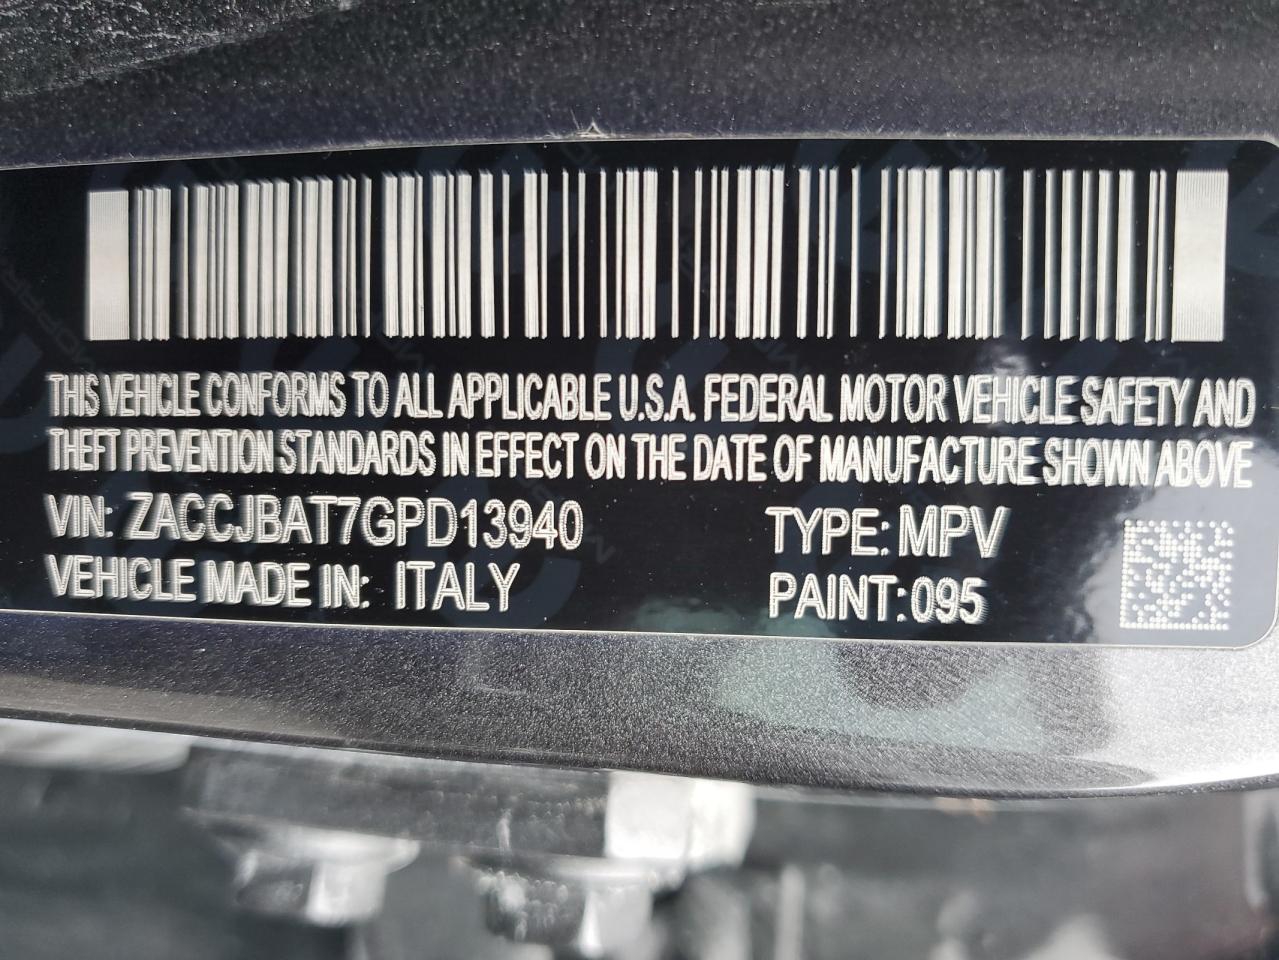 THIS VEHICLE CONFORMS TO ALL APPLICABLE U.S.A. FEDERAL MOTOR VEHICLE SAFETY AND
THEFT PREVENTION STANDARDS IN EFFECT ON THE DATE OF MANUFACTURE SHOWN ABOVE
VIN: ZACCJBAT7GPD13940 TYPE: MPV
VEHICLE MADE IN: ITALY PAINT:095